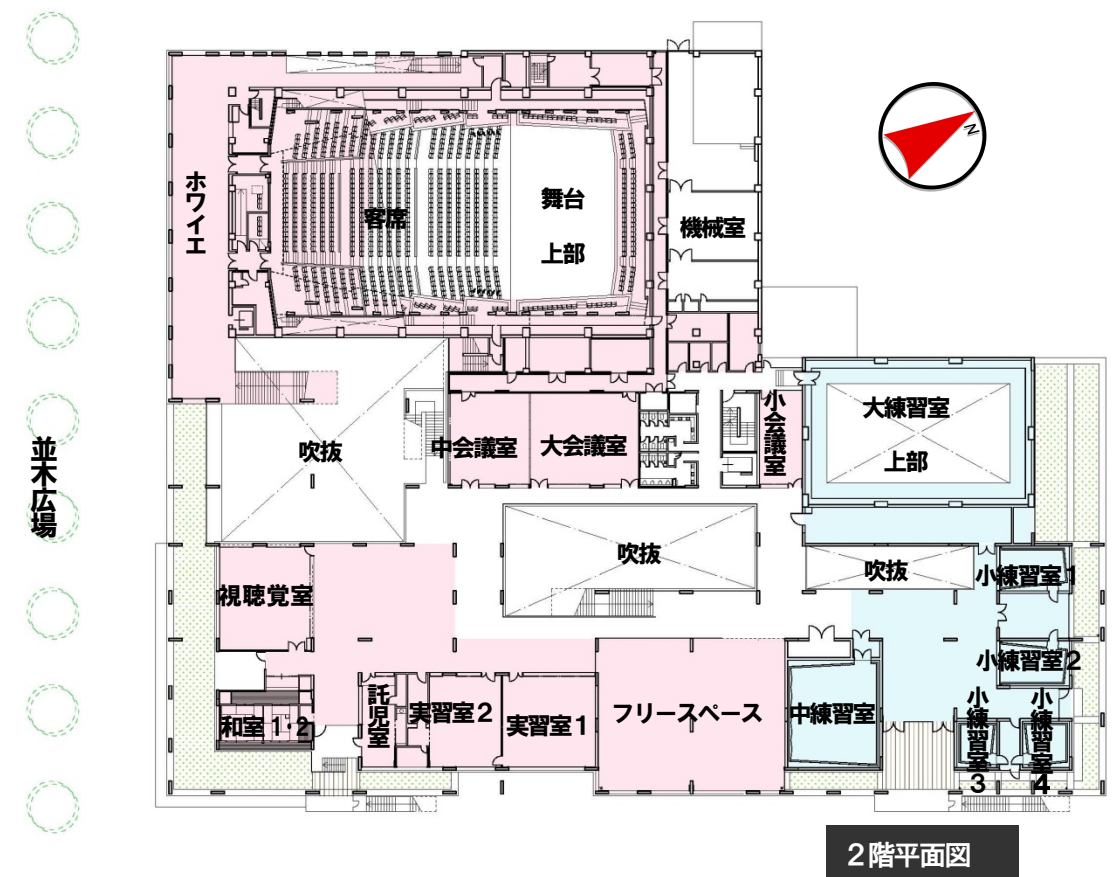 N
ホワイエ
客席
舞台
上部
機械室
並木広場
吹抜
中会議室
大会議室
小会議室
大練習室
上部
吹抜
吹抜
視聴覚室
小練習室1
小練習室2
和室1・2
託児室
実習室2
実習室1
フリースペース
中練習室
小練習室3
小練習室4
2階平面図